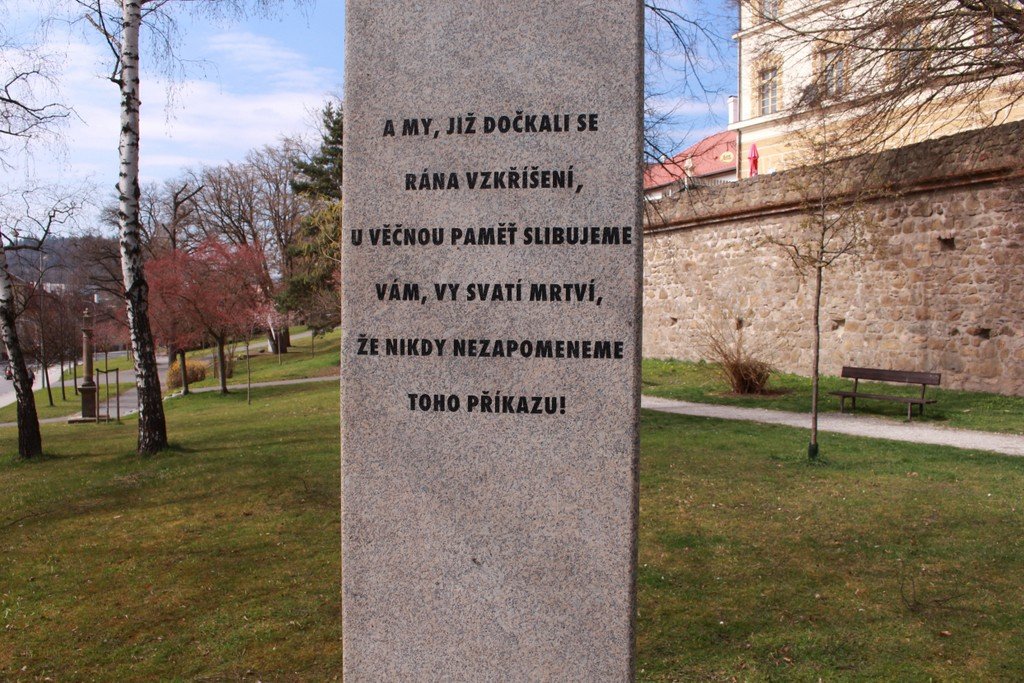 A MY, JIŽ DOČKALI SE
RÁNA VZKŘÍŠENÍ,
U VĚČNOU PAMĚŤ SLIBUJEME
VÁM, VY SVATÍ MRTVÍ,
ŽE NIKDY NEZAPOMENEME
TOHO PŘÍKAZU!